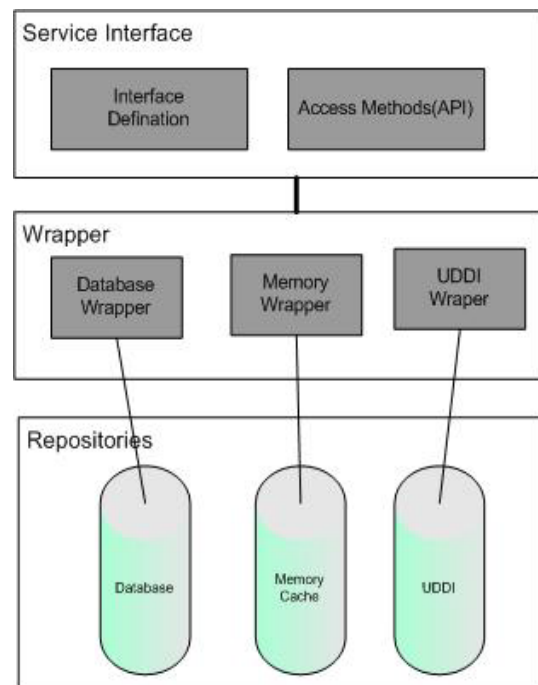 Service Interface
Interface
Defination
Access Methods(API)
Wrapper
Database
Wrapper
Memory
Wrapper
UDDI
Wraper
Repositories
Database
Memory
Cache
UDDI